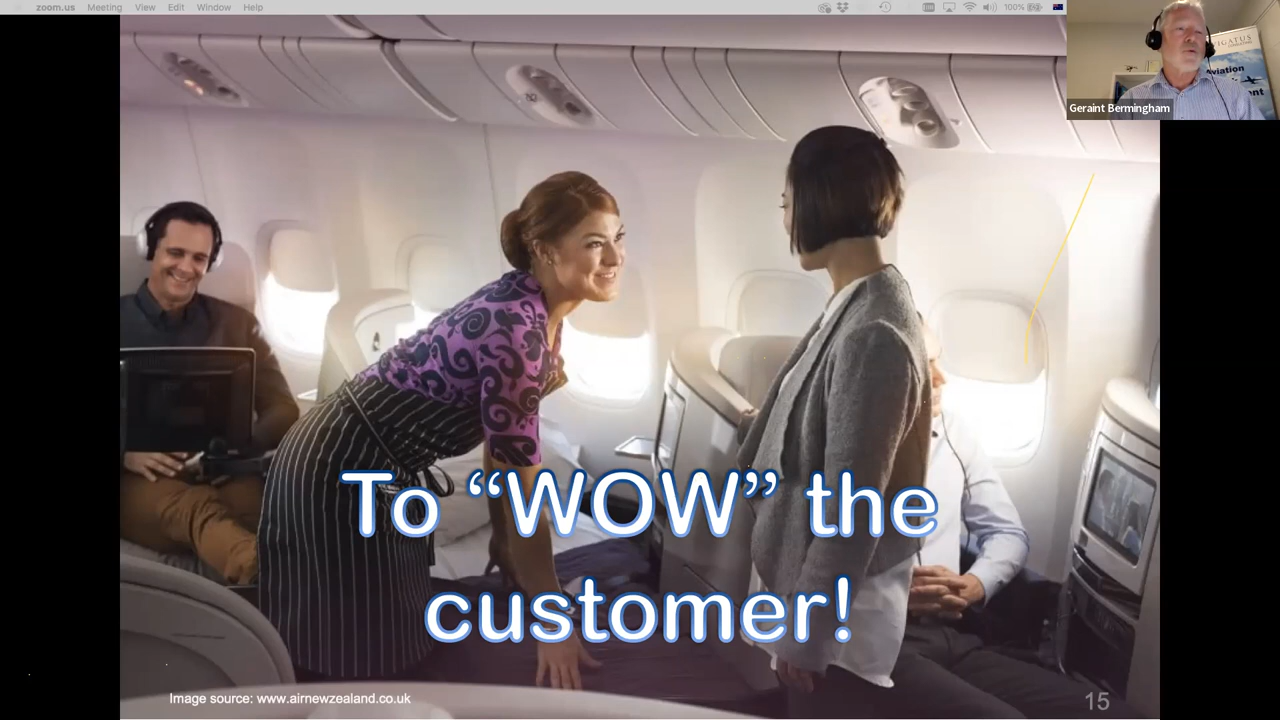 zoom.us Meeting View Edit Window Help
100%
Aviation
Geraint Bermingham
To “WOW” the
customer!
Image source: www.airnewzealand.co.uk
15